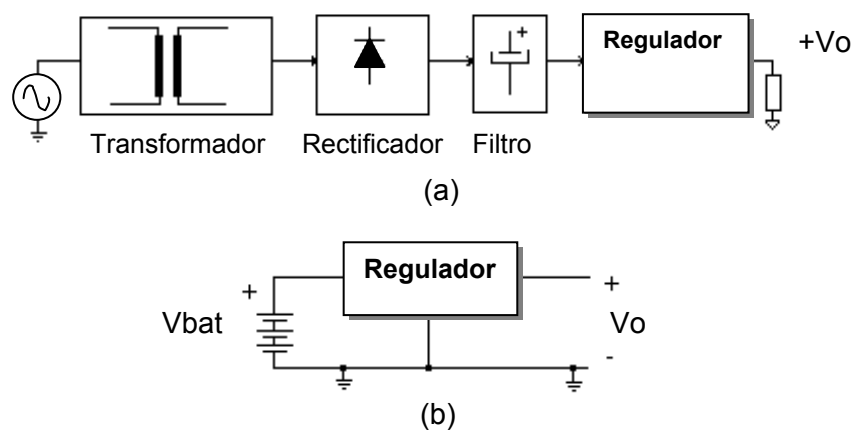 Regulador
+Vo
+
Transformador
Rectificador
Filtro
(a)
Regulador
+
+
Vbat
Vo
-
(b)